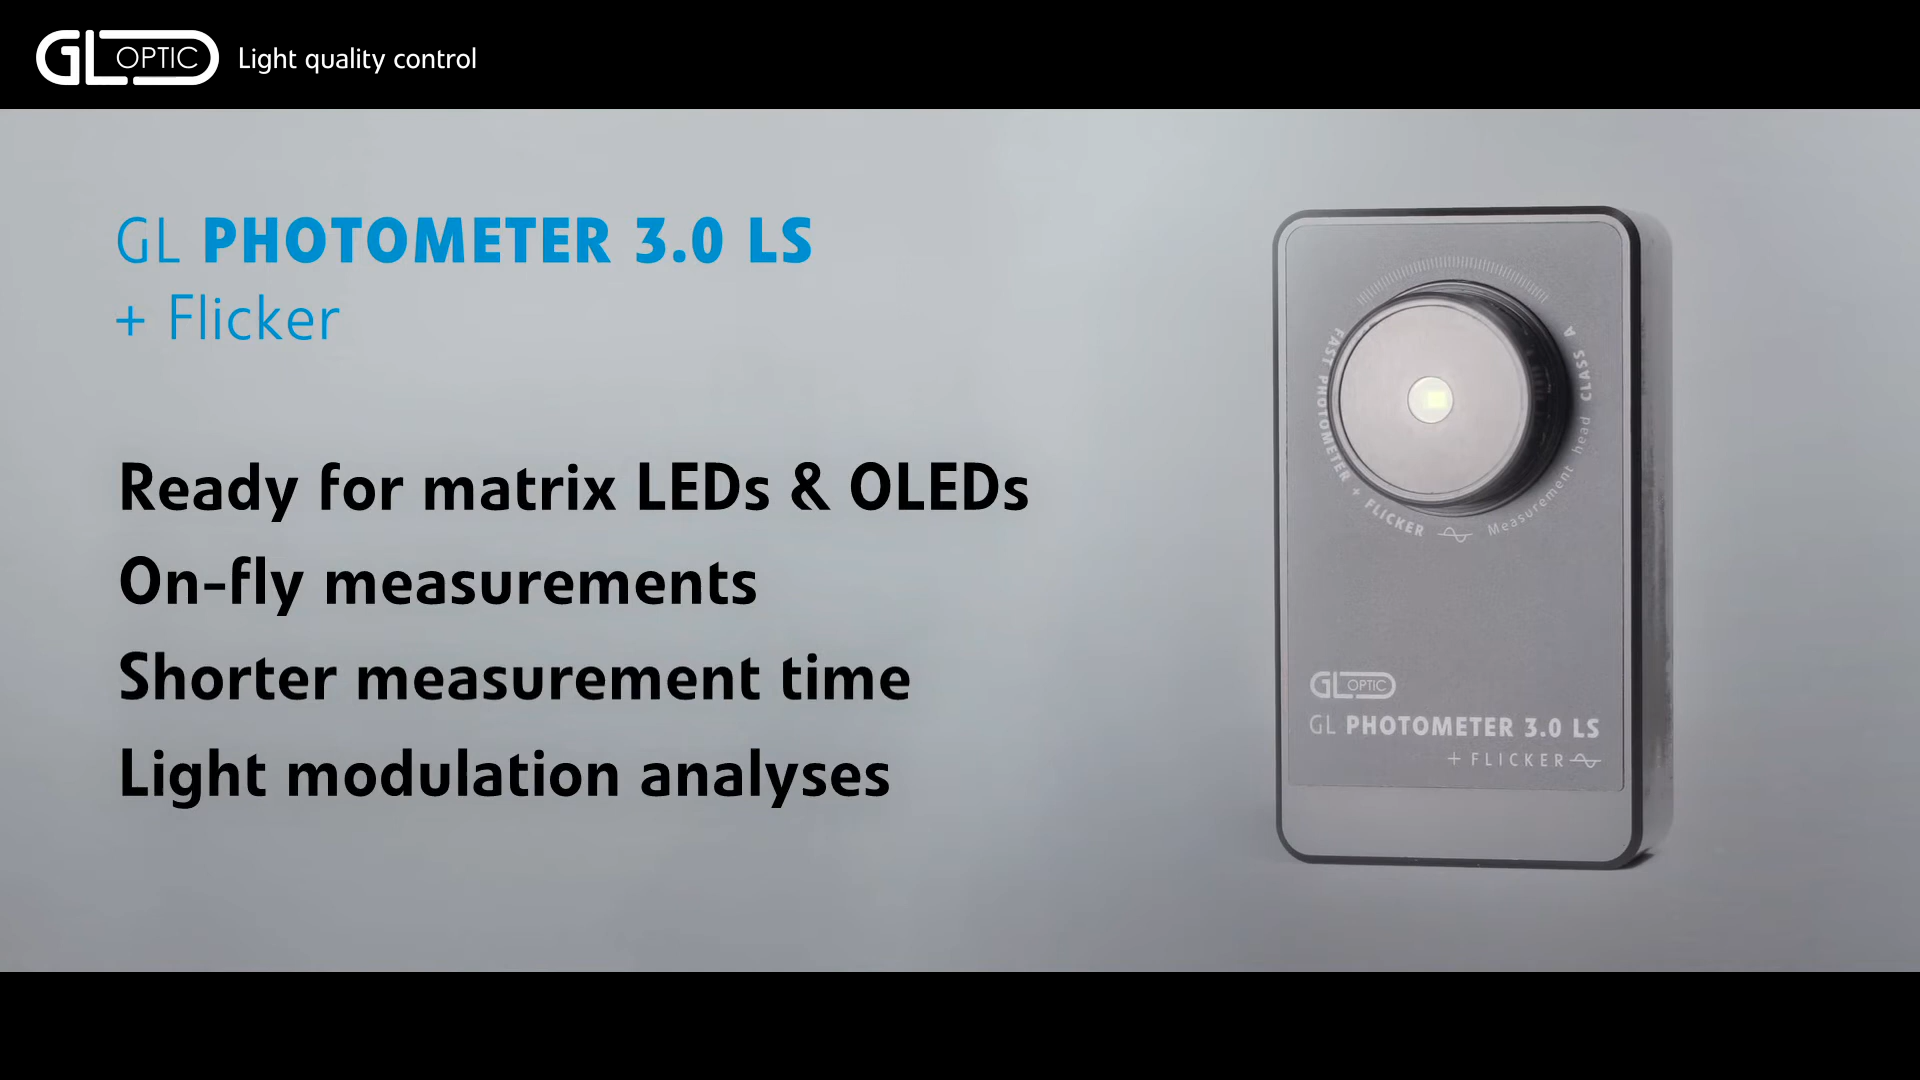 GL OPTIC Light quality control
GL PHOTOMETER 3.0 LS
+ Flicker
Ready for matrix LEDs & OLEDs
On-fly measurements
Shorter measurement time
Light modulation analyses
FAST PHOTOMETER + FLICKER Measurement head CLASS A
GL OPTIC
GL PHOTOMETER 3.0 LS
+ FLICKER